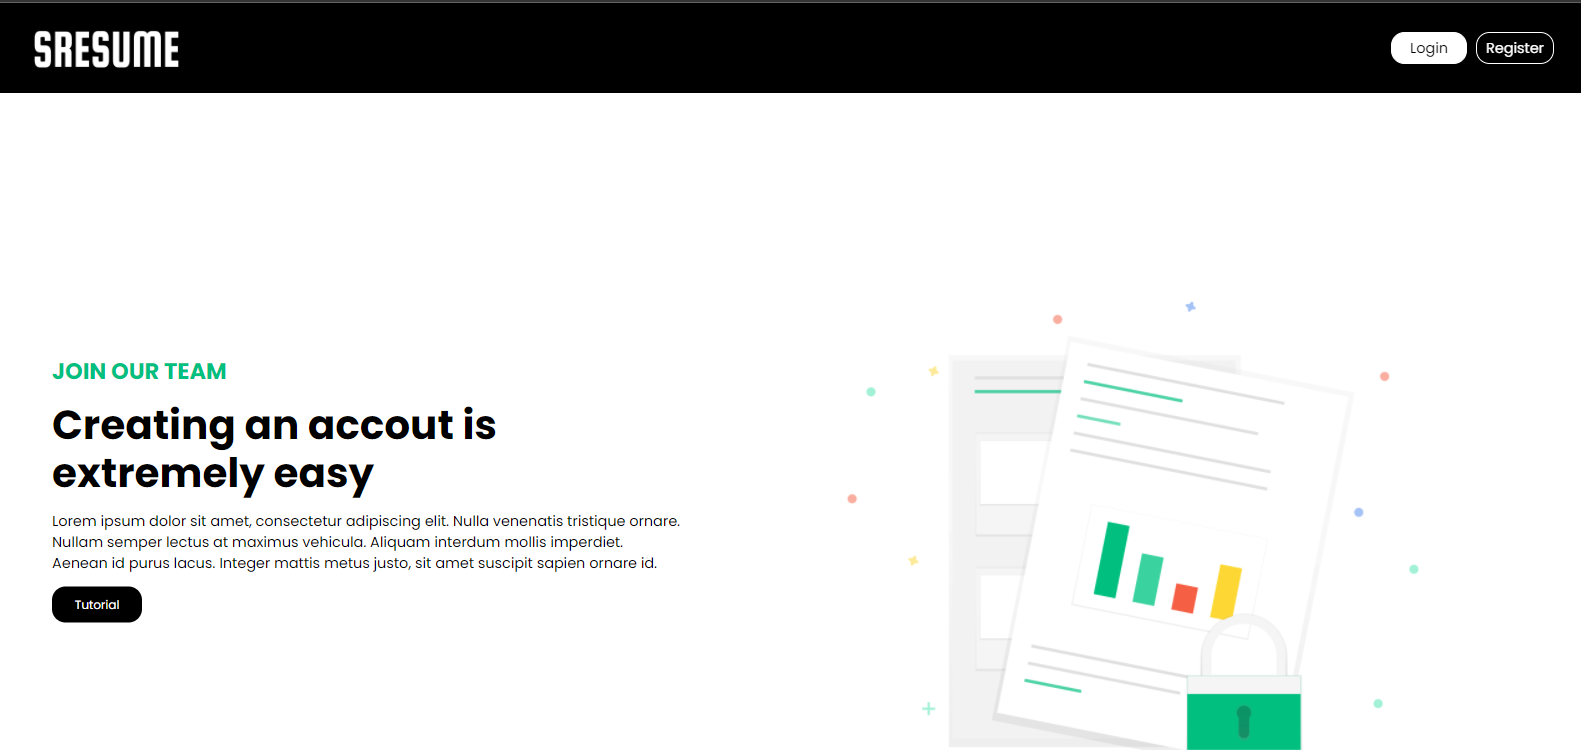 SRESUME
Login
Register
JOIN OUR TEAM
Creating an accout is
extremely easy
Lorem ipsum dolor sit amet, consectetur adipiscing elit. Nulla venenatis tristique ornare.
Nullam semper lectus at maximus vehicula. Aliquam interdum mollis imperdiet.
Aenean id purus lacus. Integer mattis metus justo, sit amet suscipit sapien ornare id.
Tutorial